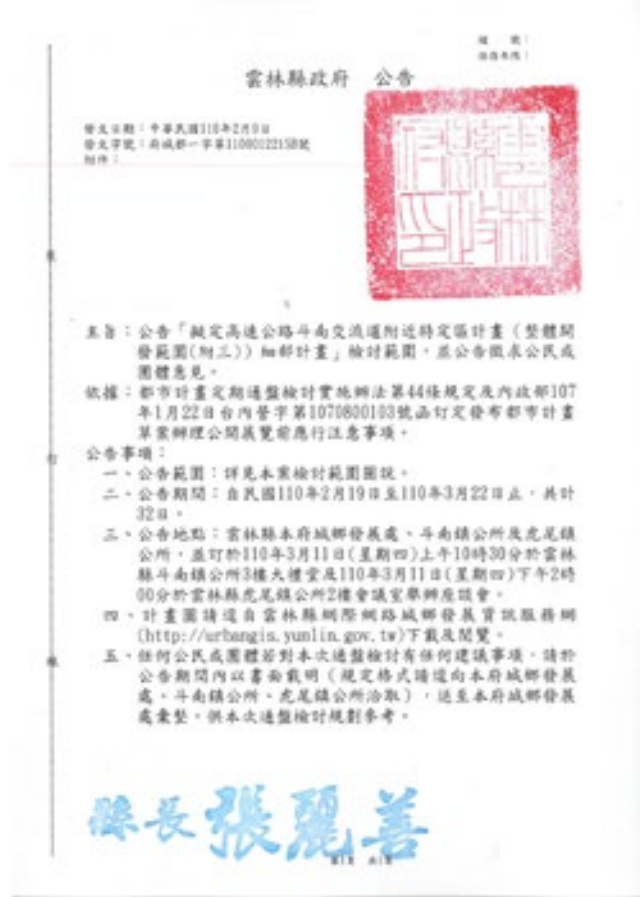 檔　號：
保存年限：
雲林縣政府　公告
發文日期：中華民國110年2月9日
發文字號：府城都一字第1100012215B號
附件：
主旨：公告「擬定高速公路斗南交流道附近特定區計畫（整體開
發範圍(附三)）細部計畫」檢討範圍，並公告徵求公民或
團體意見。
依據：都市計畫定期通盤檢討實施辦法第44條規定及內政部107
年1月22日台內營字第1070800103號函訂定發布都市計畫
草案辦理公開展覽前應行注意事項。
公告事項：
一、公告範圍：詳見本案檢討範圍圖說。
二、公告期間：自民國110年2月19日至110年3月22日止，共計
32日。
三、公告地點：雲林縣本府城鄉發展處、斗南鎮公所及虎尾鎮
公所，並訂於110年3月11日(星期四)上午10時30分於雲林
縣斗南鎮公所3樓大禮堂及110年3月11日(星期四)下午2時
00分於雲林縣虎尾鎮公所2樓會議室舉辦座談會。
四、計畫圖請逕自雲林縣網際網路城鄉發展資訊服務網
(http://urbangis.yunlin.gov.tw)下載及閱覽。
五、任何公民或團體若對本次通盤檢討有任何建議事項，請於
公告期間內以書面載明（規定格式請逕向本府城鄉發展
處、斗南鎮公所、虎尾鎮公所洽取），送至本府城鄉發展
處彙整，供本次通盤檢討規劃參考。
裝
訂
線
雲林縣政府印
縣長 張麗善
第1頁　共1頁